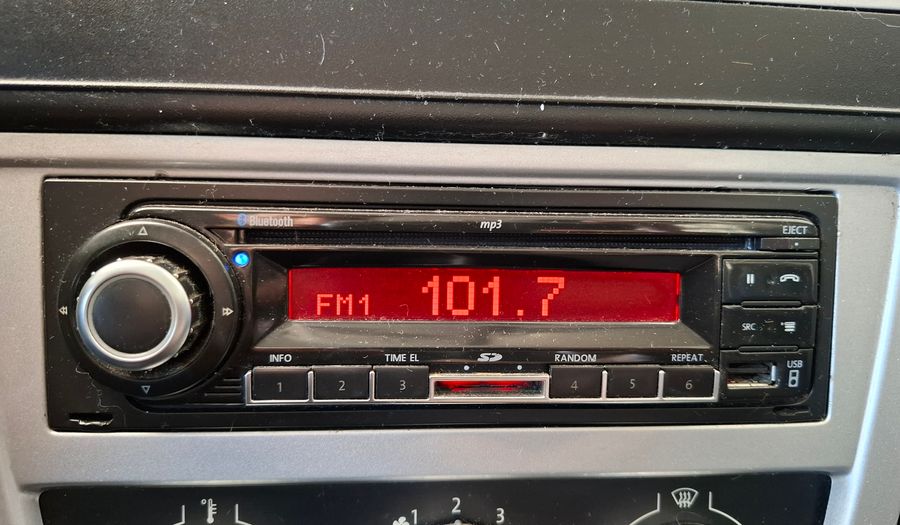 Bluetooth
mp3
EJECT
FM1 101.7
SRC
INFO TIME EL SD RANDOM REPEAT
USB
1 2 3 4 5 6
1 2 3